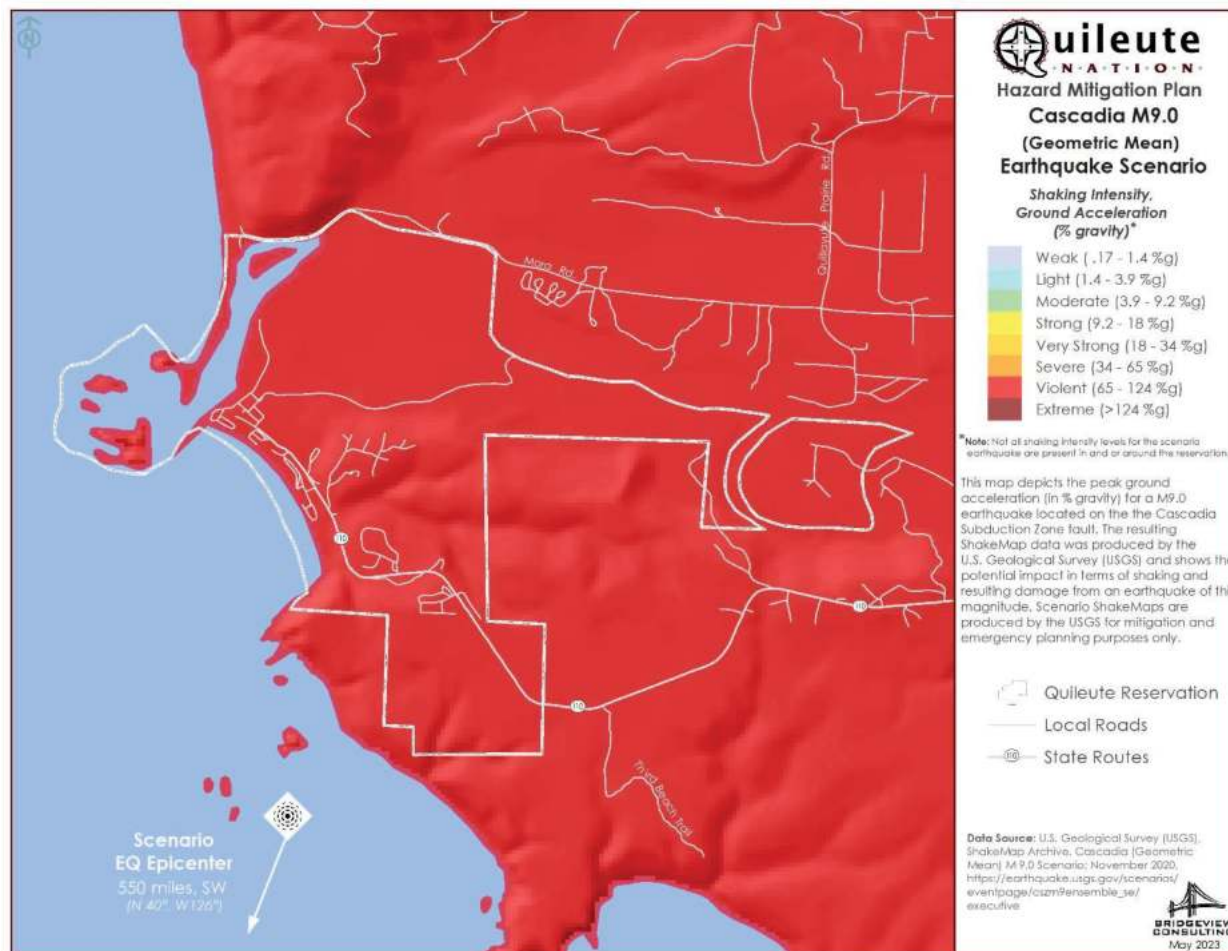 N
Quileute
NATION
Hazard Mitigation Plan
Cascadia M9.0
(Geometric Mean)
Earthquake Scenario
Shaking Intensity,
Ground Acceleration
(% gravity)*
Weak (.17 - 1.4 %g)
Light (1.4 - 3.9 %g)
Moderate (3.9 - 9.2 %g)
Strong (9.2 - 18 %g)
Very Strong (18 - 34 %g)
Severe (34 - 65 %g)
Violent (65 - 124 %g)
Extreme (>124 %g)
*Note: Not all shaking intensity levels for the scenario
earthquake are present in and or around the reservation
This map depicts the peak ground
acceleration (in % gravity) for a M9.0
earthquake located on the the Cascadia
Subduction Zone fault. The resulting
ShakeMap data was produced by the
U.S. Geological Survey (USGS) and shows the
potential impact in terms of shaking and
resulting damage from an earthquake of thi
magnitude. Scenario ShakeMaps are
produced by the USGS for mitigation and
emergency planning purposes only.
Quileute Reservation
Local Roads
110 State Routes
Data Source: U.S. Geological Survey (USGS),
ShakeMap Archive, Cascadia (Geometric
Mean) M 9.0 Scenario; November 2020,
https://earthquake.usgs.gov/scenarios/
eventpage/cszm9ensemble_se/
executive
BRIDGEVIEW
CONSULTING
May 2023
Quillayute Prairie Rd
Mora Rd
110
110
110
Third Beach Trail
Scenario
EQ Epicenter
550 miles, SW
(N 40°, W126°)